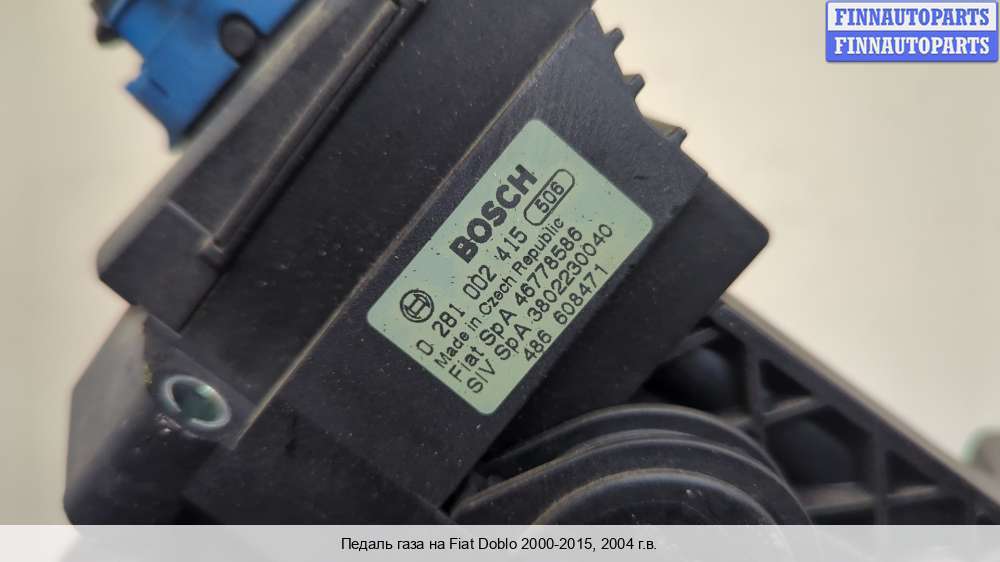 FINNAUTOPARTS
FINNAUTOPARTS
BOSCH
0 281 002 415 506
Made in Czech Republic
Fiat SpA 46778586
S/V SpA 3802230040
486 608471
Педаль газа на Fiat Doblo 2000-2015, 2004 г.в.